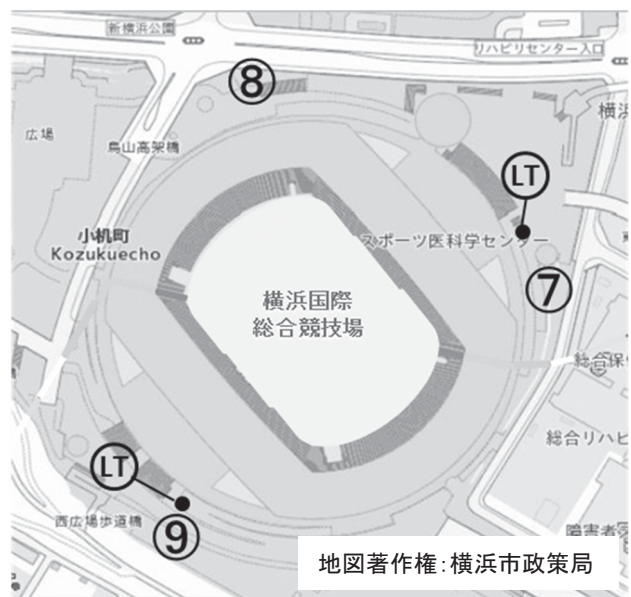 新横浜公園
リハビリセンター入口
⑧
横浜
広場
鳥山高架橋
LT
小机町
Kozukuecho
スポーツ医科学センター
⑦
横浜国際
総合競技場
総合保
総合リハビ
LT
西広場歩道橋
⑨
障害者
地図著作権:横浜市政策局